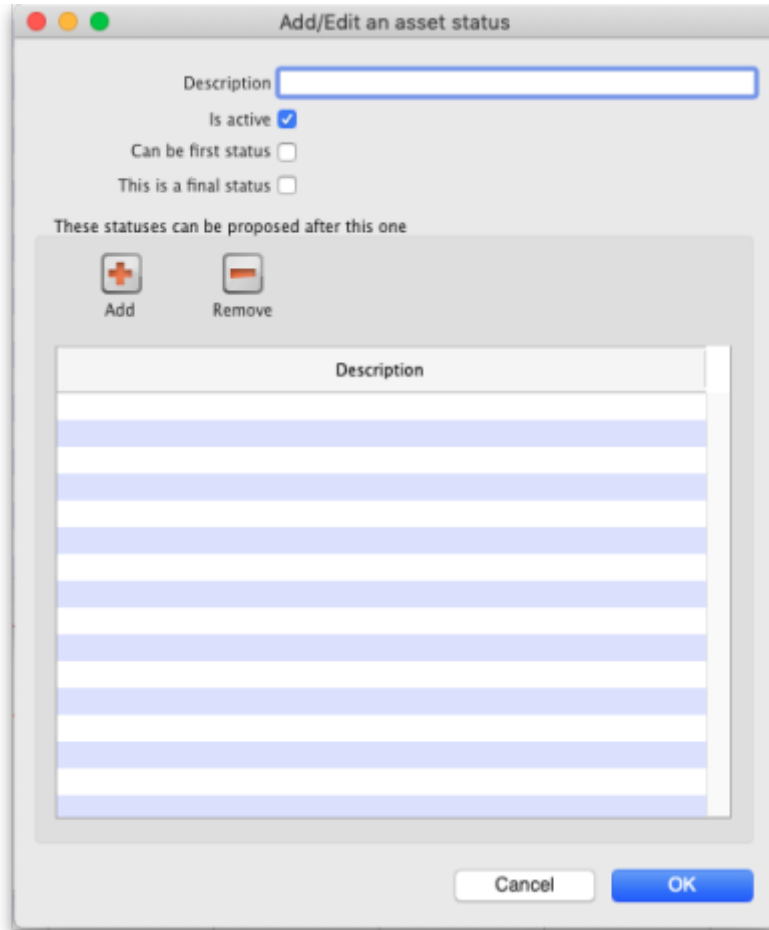 Add/Edit an asset status
Description
Is active
Can be first status
This is a final status
These statuses can be proposed after this one
Add Remove
Description
Cancel OK